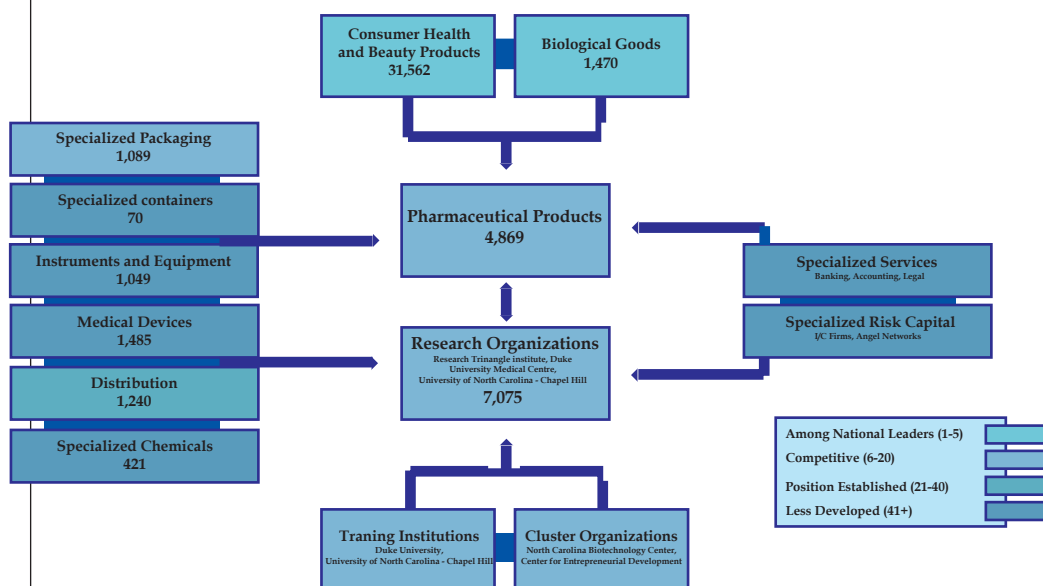 Consumer Health
and Beauty Products
31,562
Biological Goods
1,470
Specialized Packaging
1,089
Specialized containers
70
Instruments and Equipment
1,049
Medical Devices
1,485
Distribution
1,240
Specialized Chemicals
421
Pharmaceutical Products
4,869
Research Organizations
Research Trinangle institute, Duke
University Medical Centre,
University of North Carolina - Chapel Hill
7,075
Specialized Services
Banking, Accounting, Legal
Specialized Risk Capital
I/C Firms, Angel Networks
Traning Institutions
Duke University,
University of North Carolina - Chapel Hill
Cluster Organizations
North Carolina Biotechnology Center,
Center for Entrepreneurial Development
Among National Leaders (1-5)
Competitive (6-20)
Position Established (21-40)
Less Developed (41+)